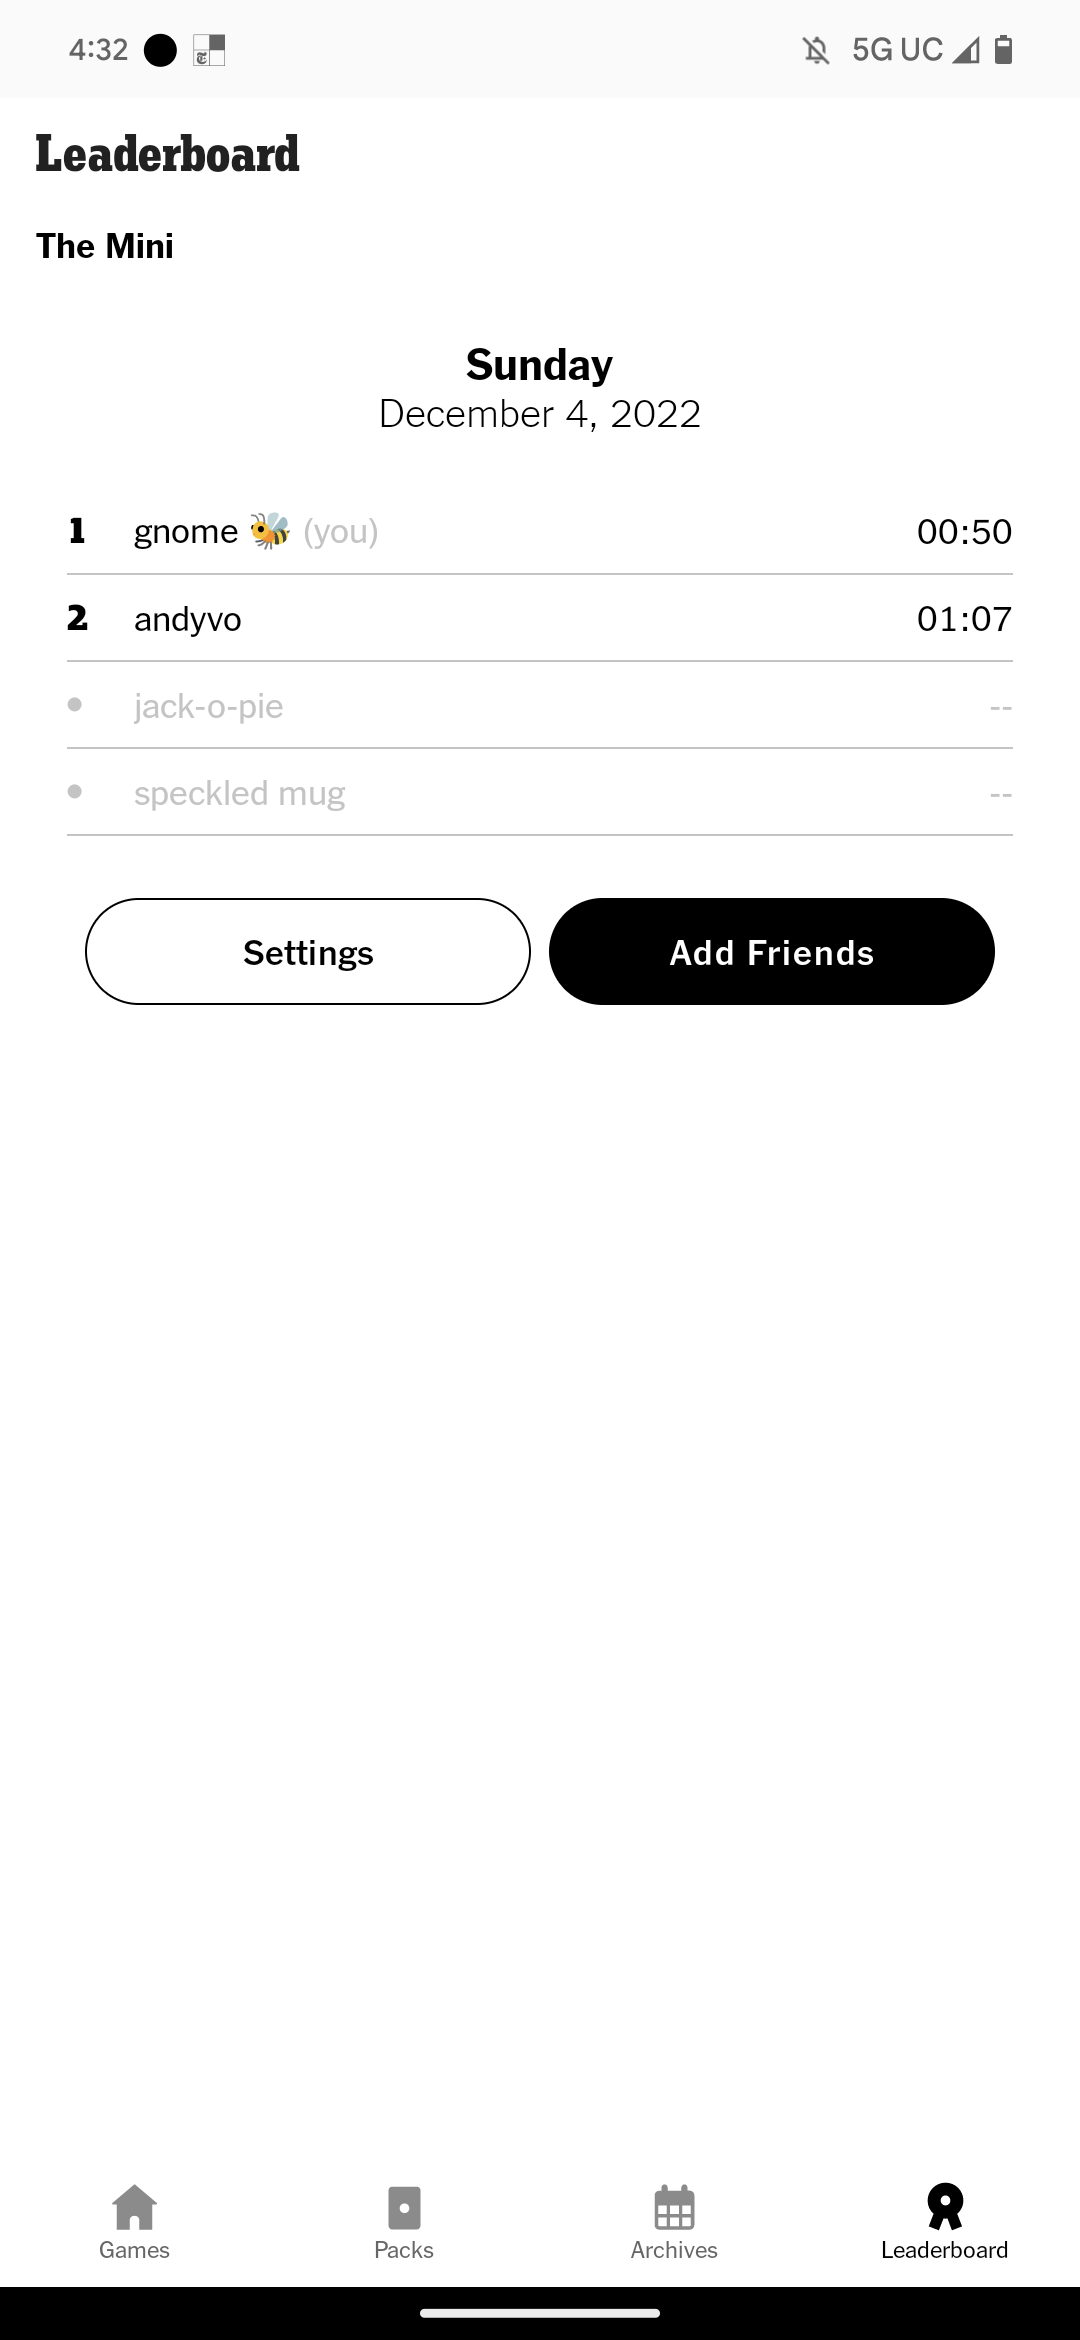 4:32 5G UC
Leaderboard
The Mini
Sunday
December 4, 2022
1 gnome 🐝 (you) 00:50
2 andyvo 01:07
• jack-o-pie --
• speckled mug --
Settings Add Friends
Games Packs Archives Leaderboard